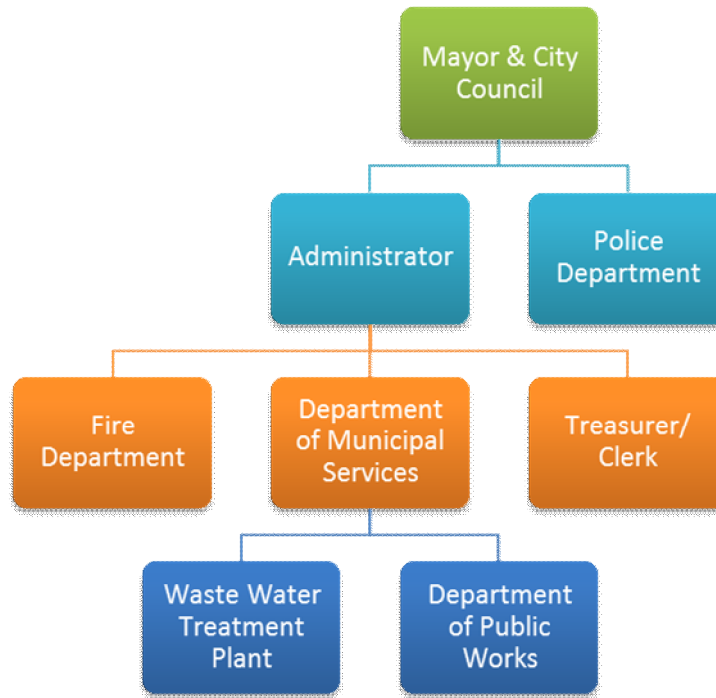 Mayor & City
Council
Administrator
Police
Department
Fire
Department
Department
of Municipal
Services
Treasurer/
Clerk
Waste Water
Treatment
Plant
Department
of Public
Works